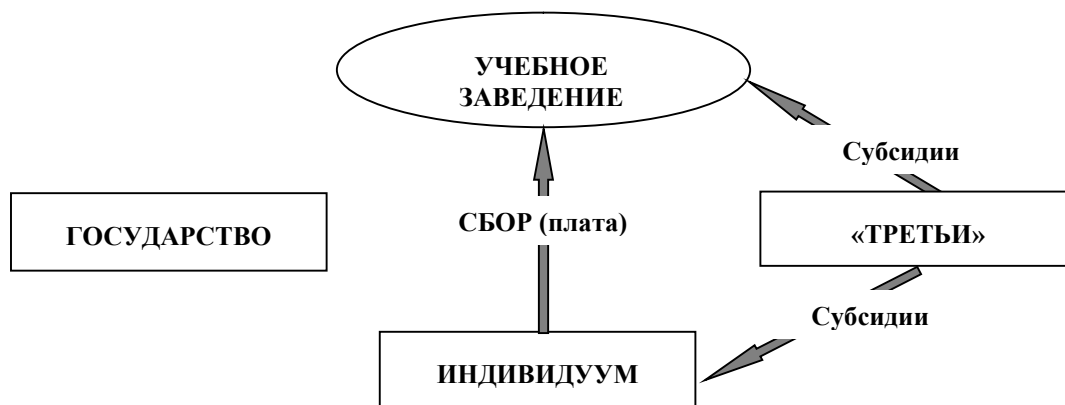 УЧЕБНОЕ
ЗАВЕДЕНИЕ
Субсидии
ГОСУДАРСТВО
СБОР (плата)
«ТРЕТЬИ»
Субсидии
ИНДИВИДУУМ